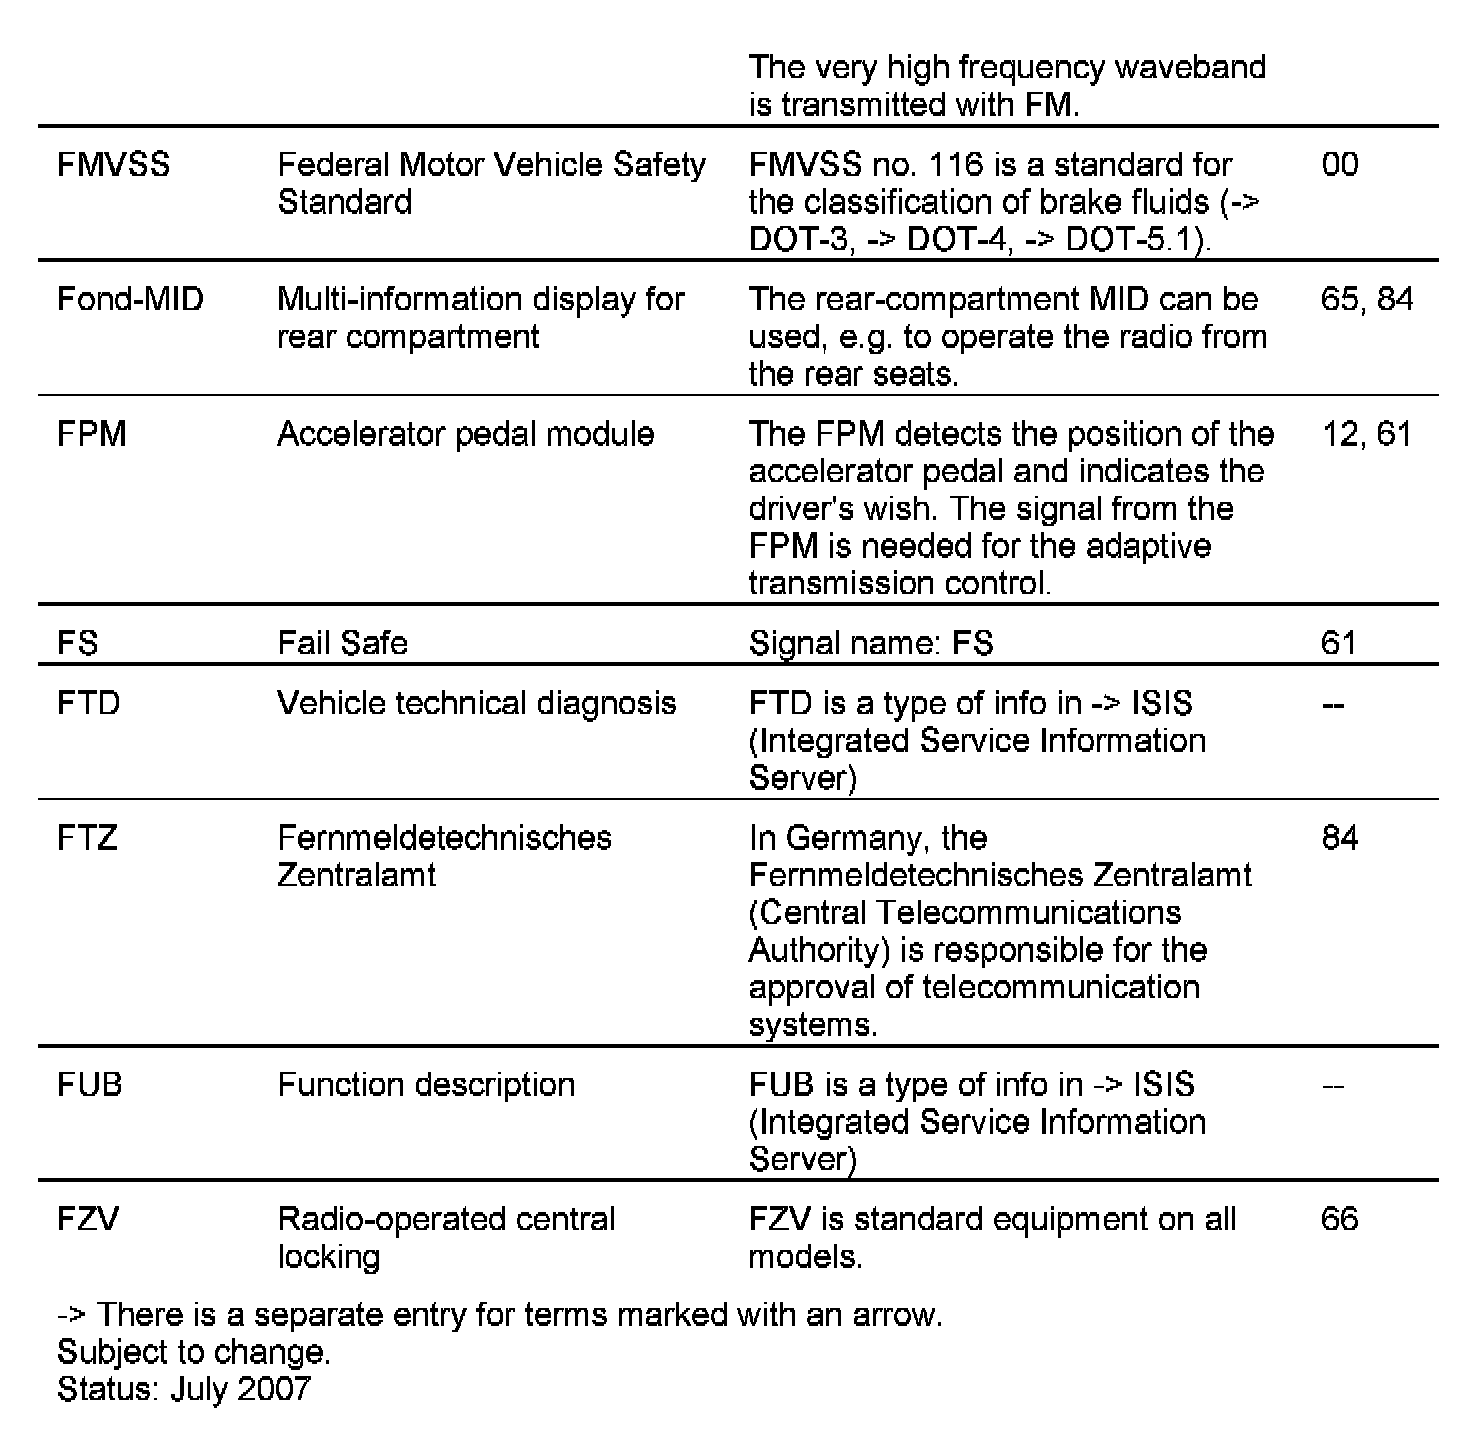 The very high frequency waveband
is transmitted with FM.
FMVSS Federal Motor Vehicle Safety FMVSS no. 116 is a standard for 00
Standard the classification of brake fluids (->
DOT-3, -> DOT-4, -> DOT-5.1).
Fond-MID Multi-information display for The rear-compartment MID can be 65, 84
rear compartment used, e.g. to operate the radio from
the rear seats.
FPM Accelerator pedal module The FPM detects the position of the 12, 61
accelerator pedal and indicates the
driver's wish. The signal from the
FPM is needed for the adaptive
transmission control.
FS Fail Safe Signal name: FS 61
FTD Vehicle technical diagnosis FTD is a type of info in -> ISIS --
(Integrated Service Information
Server)
FTZ Fernmeldetechnisches In Germany, the 84
Zentralamt Fernmeldetechnisches Zentralamt
(Central Telecommunications
Authority) is responsible for the
approval of telecommunication
systems.
FUB Function description FUB is a type of info in -> ISIS --
(Integrated Service Information
Server)
FZV Radio-operated central FZV is standard equipment on all 66
locking models.
-> There is a separate entry for terms marked with an arrow.
Subject to change.
Status: July 2007